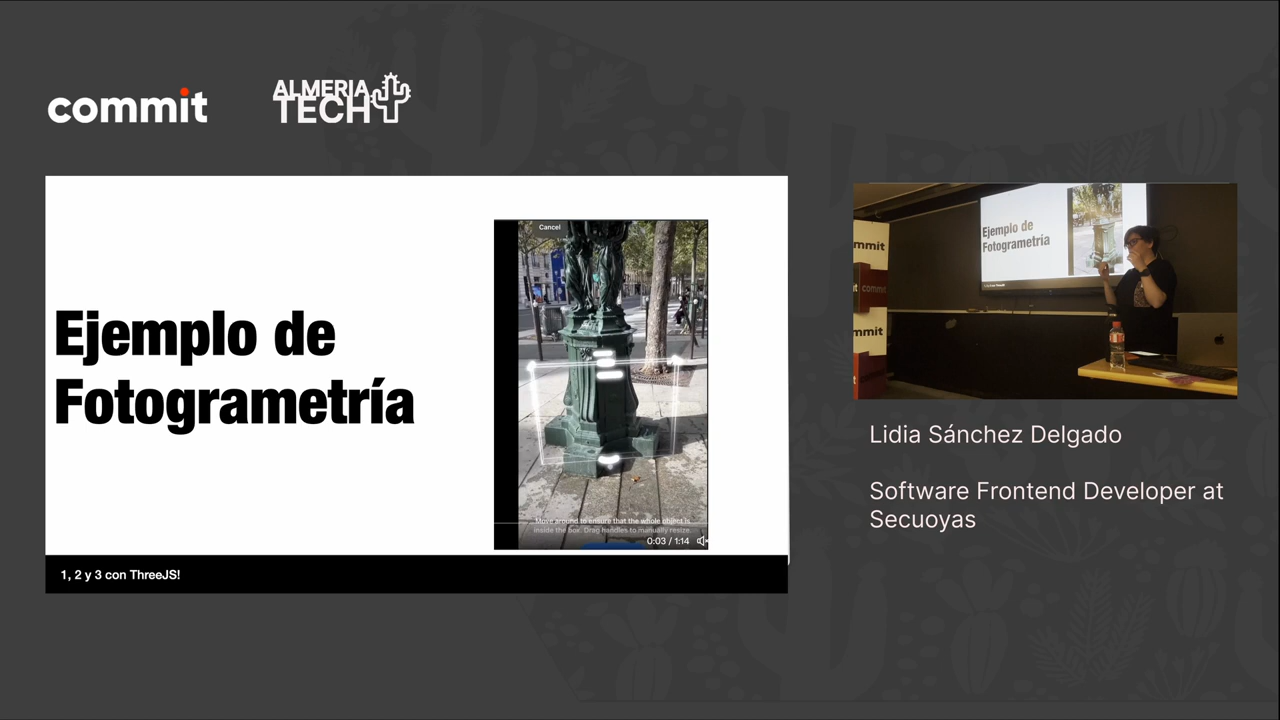 commit
ALMERIA
TECH
Ejemplo de
Fotogrametría
Cancel
Move around to ensure that the whole object is
inside the box. Drag handles to manually resize.
0:03 / 1:14
1, 2 y 3 con ThreeJS!
Ejemplo de
Fotogrametría
mmit
commit
mmit
Lidia Sánchez Delgado
Software Frontend Developer at
Secuoyas